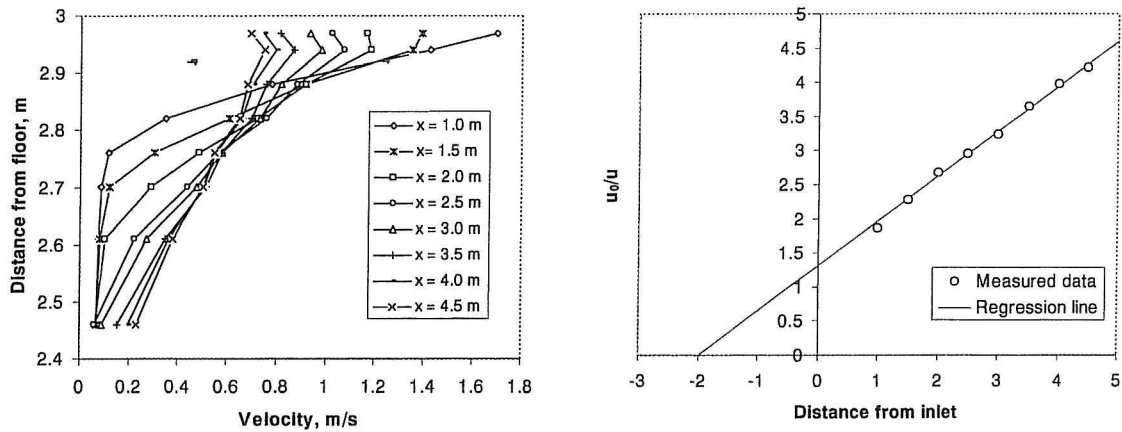 3
2.9
2.8
2.7
2.6
2.5
2.4
0
0.2
0.4
0.6
0.8
1
1.2
1.4
1.6
1.8
Distance from floor, m
Velocity, m/s
x = 1.0 m
x= 1.5 m
x = 2.0 m
x = 2.5 m
x = 3.0 m
x = 3.5 m
x = 4.0 m
x = 4.5 m
5
4.5
4
3.5
3
2.5
2
1.5
1
0.5
0
-3
-2
-1
0
1
2
3
4
5
u₀/u
Distance from inlet
Measured data
Regression line